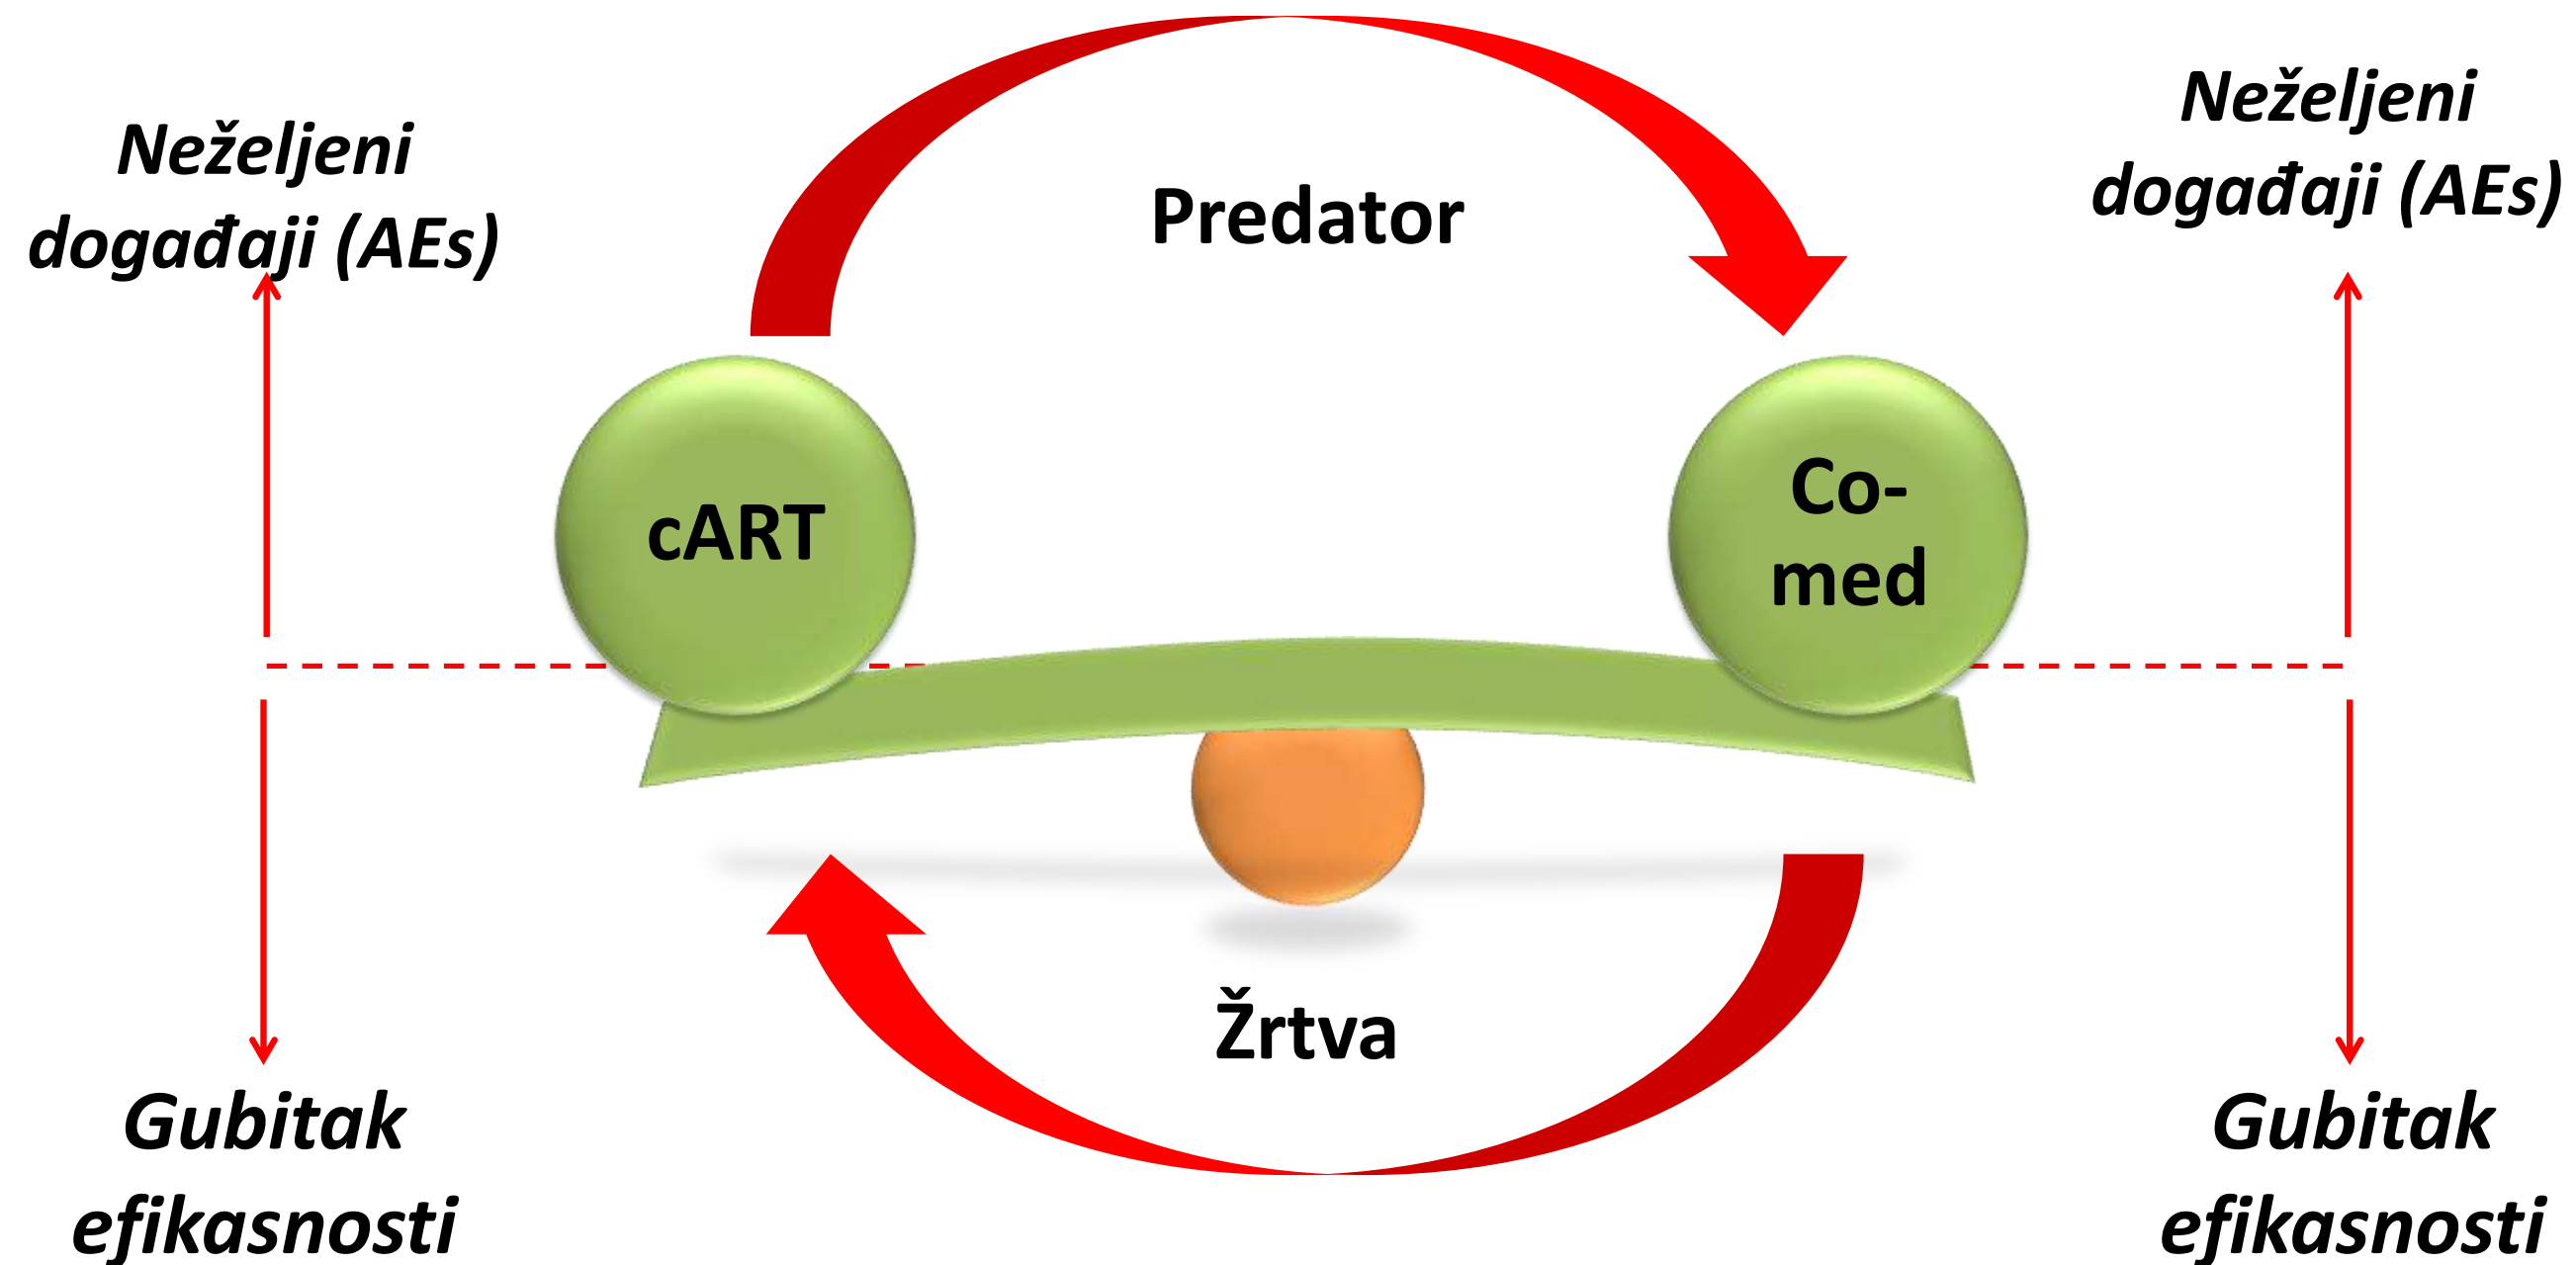 Neželjeni
događaji (AEs)
Predator
Neželjeni
događaji (AEs)
cART
Co-
med
Žrtva
Gubitak
efikasnosti
Gubitak
efikasnosti